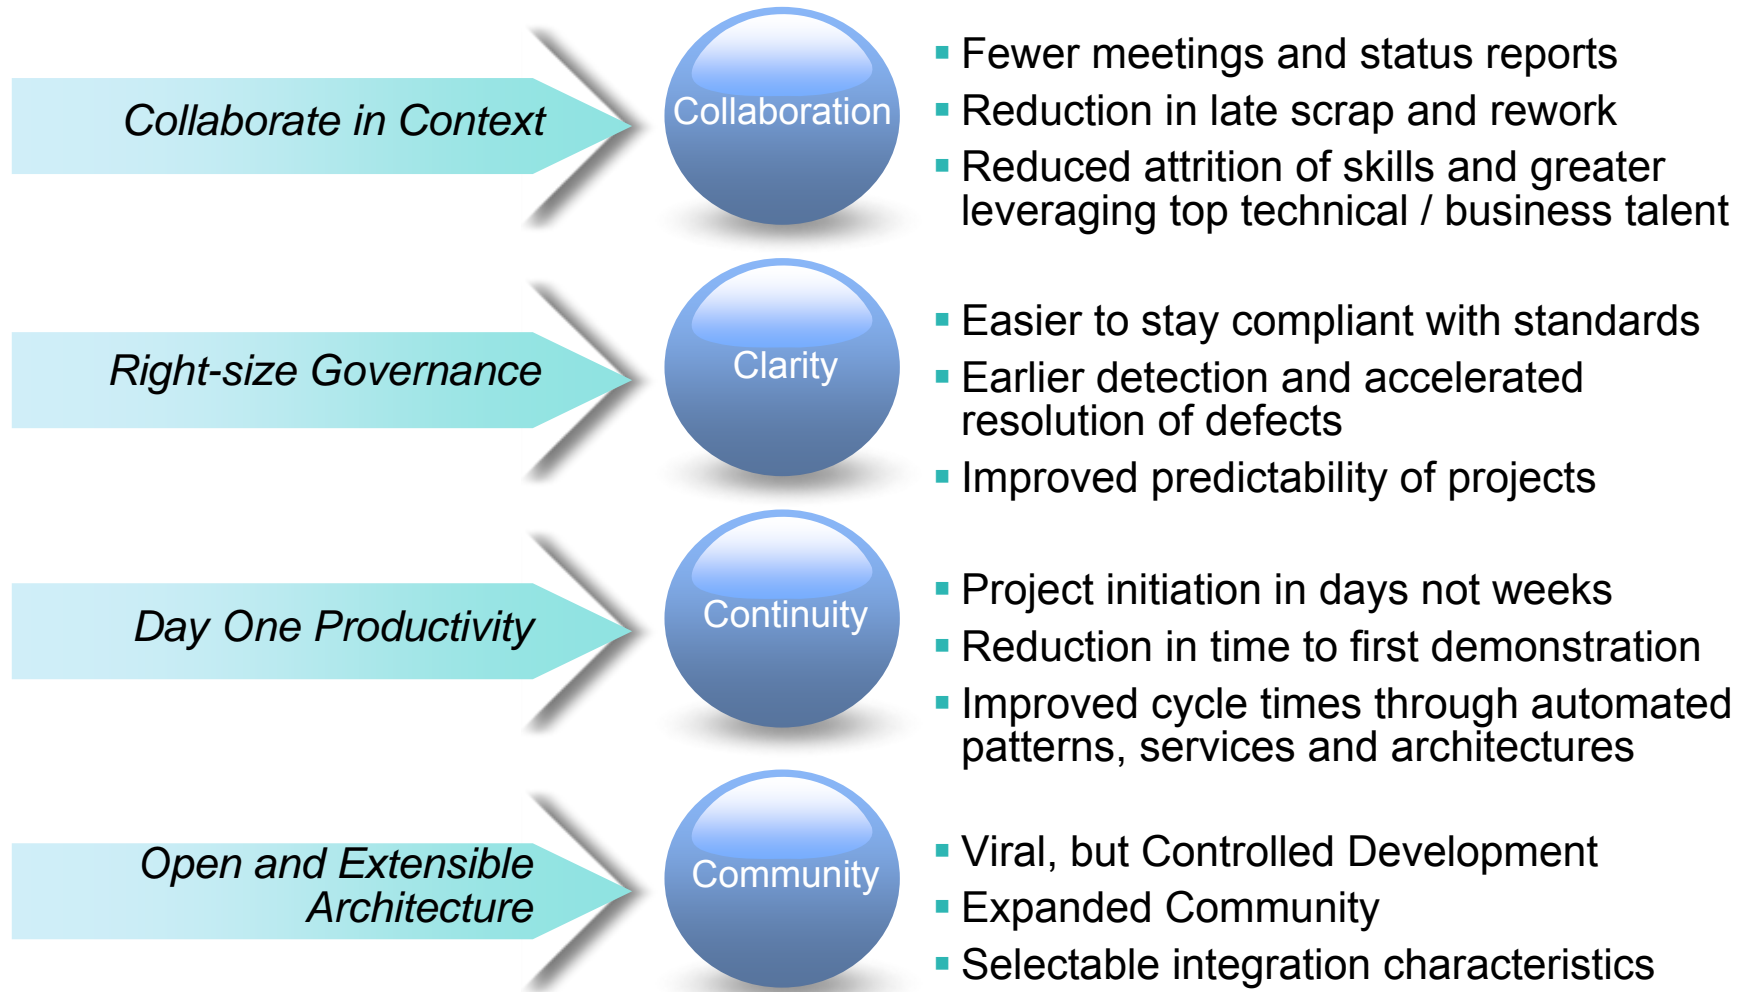 Collaborate in Context
Collaboration
▪ Fewer meetings and status reports
▪ Reduction in late scrap and rework
▪ Reduced attrition of skills and greater
leveraging top technical / business talent
Right-size Governance
Clarity
▪ Easier to stay compliant with standards
▪ Earlier detection and accelerated
resolution of defects
▪ Improved predictability of projects
Day One Productivity
Continuity
▪ Project initiation in days not weeks
▪ Reduction in time to first demonstration
▪ Improved cycle times through automated
patterns, services and architectures
Open and Extensible
Architecture
Community
▪ Viral, but Controlled Development
▪ Expanded Community
▪ Selectable integration characteristics